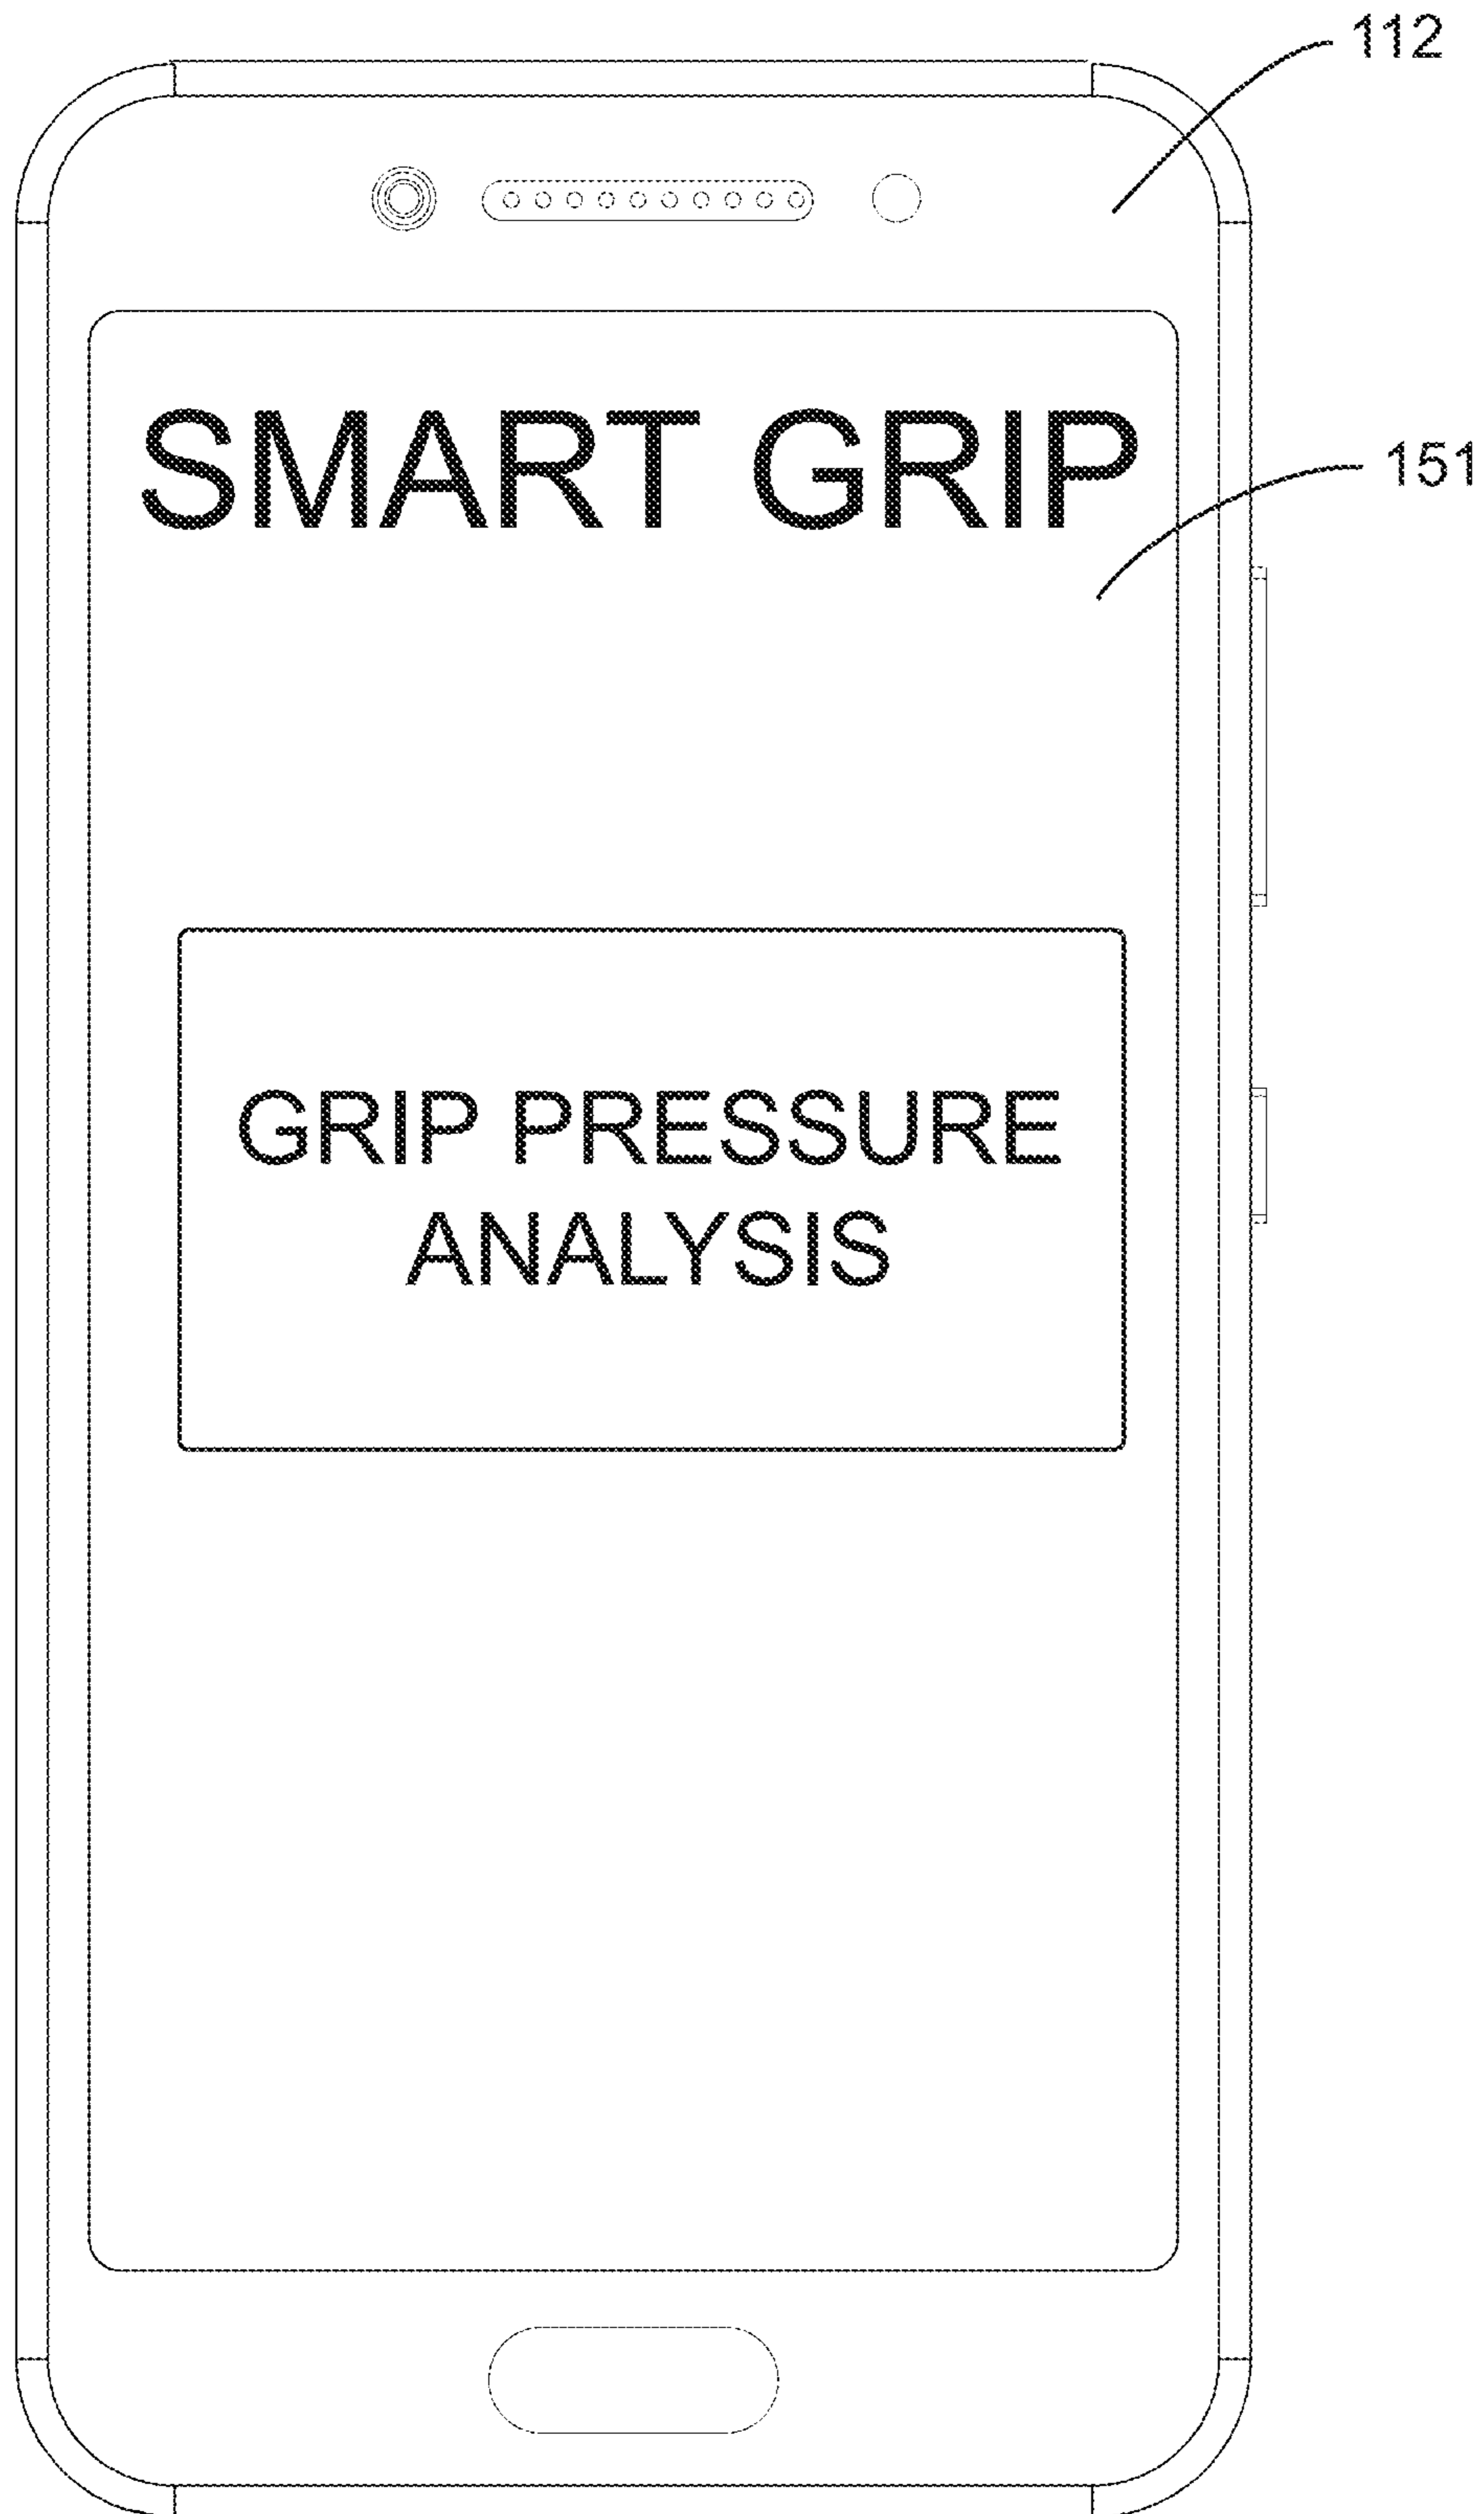 112
SMART GRIP
151
GRIP PRESSURE
ANALYSIS